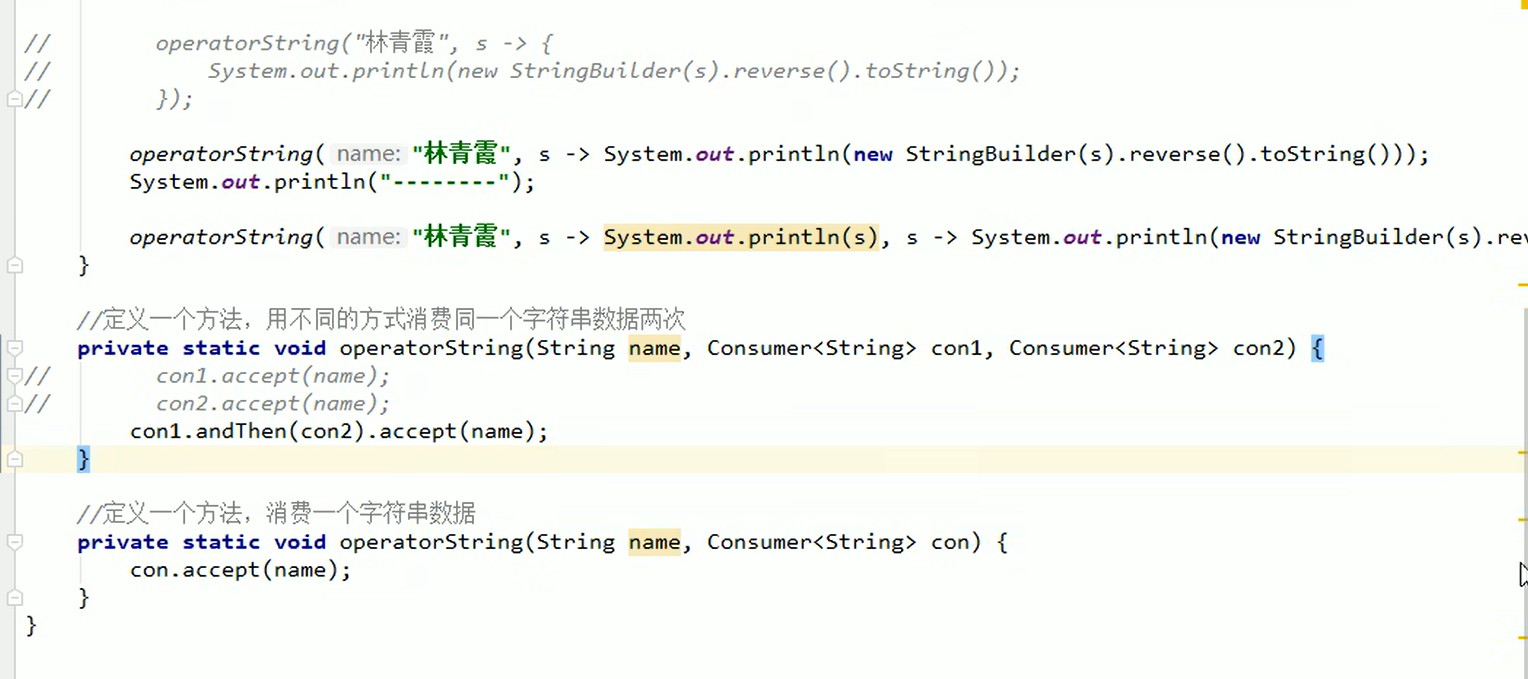 //        operatorString("林青霞", s -> {
//            System.out.println(new StringBuilder(s).reverse().toString());
//        });
operatorString( name: "林青霞", s -> System.out.println(new StringBuilder(s).reverse().toString()));
System.out.println("--------");
operatorString( name: "林青霞", s -> System.out.println(s), s -> System.out.println(new StringBuilder(s).rev
}
//定义一个方法，用不同的方式消费同一个字符串数据两次
private static void operatorString(String name, Consumer<String> con1, Consumer<String> con2) {
//        con1.accept(name);
//        con2.accept(name);
con1.andThen(con2).accept(name);
}
//定义一个方法，消费一个字符串数据
private static void operatorString(String name, Consumer<String> con) {
con.accept(name);
}
}